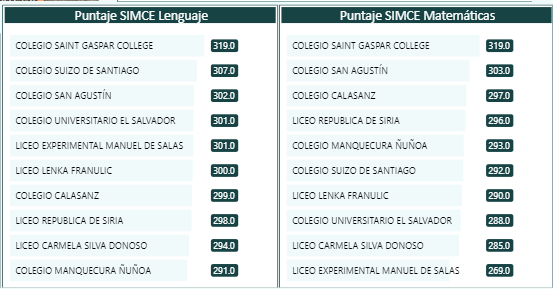 Puntaje SIMCE Lenguaje
COLEGIO SAINT GASPAR COLLEGE 319.0
COLEGIO SUIZO DE SANTIAGO 307.0
COLEGIO SAN AGUSTÍN 302.0
COLEGIO UNIVERSITARIO EL SALVADOR 301.0
LICEO EXPERIMENTAL MANUEL DE SALAS 301.0
LICEO LENKA FRANULIC 300.0
COLEGIO CALASANZ 299.0
LICEO REPUBLICA DE SIRIA 298.0
LICEO CARMELA SILVA DONOSO 294.0
COLEGIO MANQUECURA ÑUÑOA 291.0
Puntaje SIMCE Matemáticas
COLEGIO SAINT GASPAR COLLEGE 319.0
COLEGIO SAN AGUSTÍN 303.0
COLEGIO CALASANZ 297.0
LICEO REPUBLICA DE SIRIA 296.0
COLEGIO MANQUECURA ÑUÑOA 293.0
COLEGIO SUIZO DE SANTIAGO 292.0
LICEO LENKA FRANULIC 290.0
COLEGIO UNIVERSITARIO EL SALVADOR 288.0
LICEO CARMELA SILVA DONOSO 285.0
LICEO EXPERIMENTAL MANUEL DE SALAS 269.0